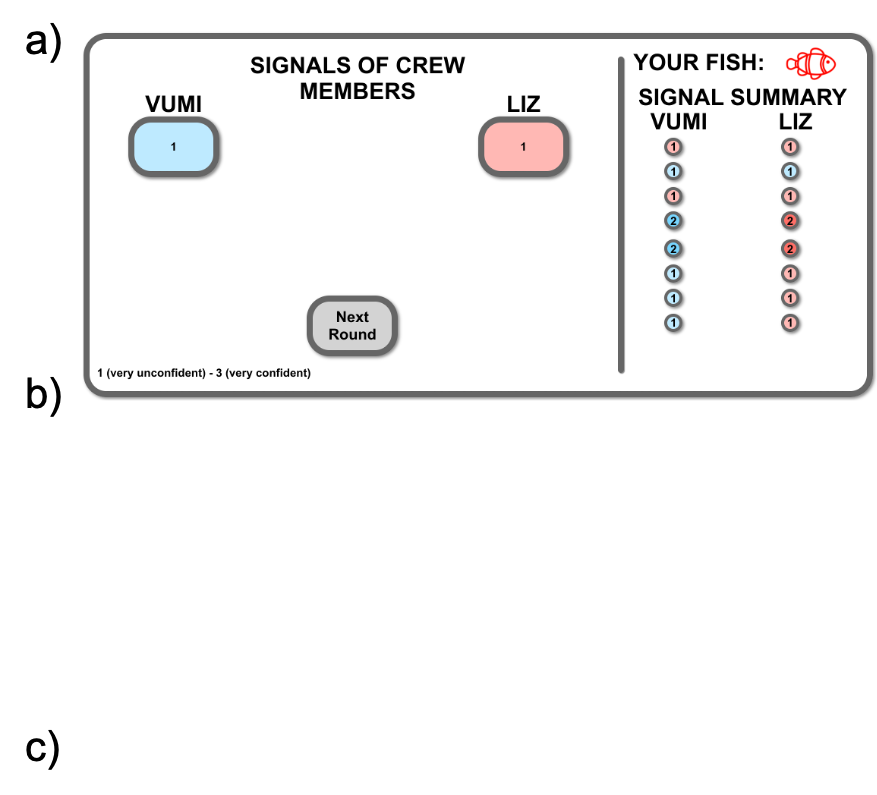 a)
SIGNALS OF CREW
MEMBERS
VUMI
LIZ
1
1
Next
Round
1 (very unconfident) - 3 (very confident)
YOUR FISH:
SIGNAL SUMMARY
VUMI LIZ
1 1
1 1
1 1
2 2
2 2
1 1
1 1
1 1
b)
c)